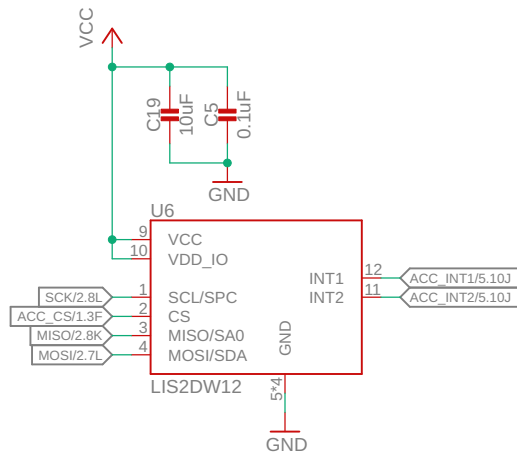 VCC
C19
10uF
C5
0.1uF
GND
U6
9
VCC
10
VDD_IO
12
INT1
ACC_INT1/5.10J
11
INT2
ACC_INT2/5.10J
SCK/2.8L
1
SCL/SPC
ACC_CS/1.3F
2
CS
MISO/2.8K
3
MISO/SA0
MOSI/2.7L
4
MOSI/SDA
GND
LIS2DW12
5*4
GND